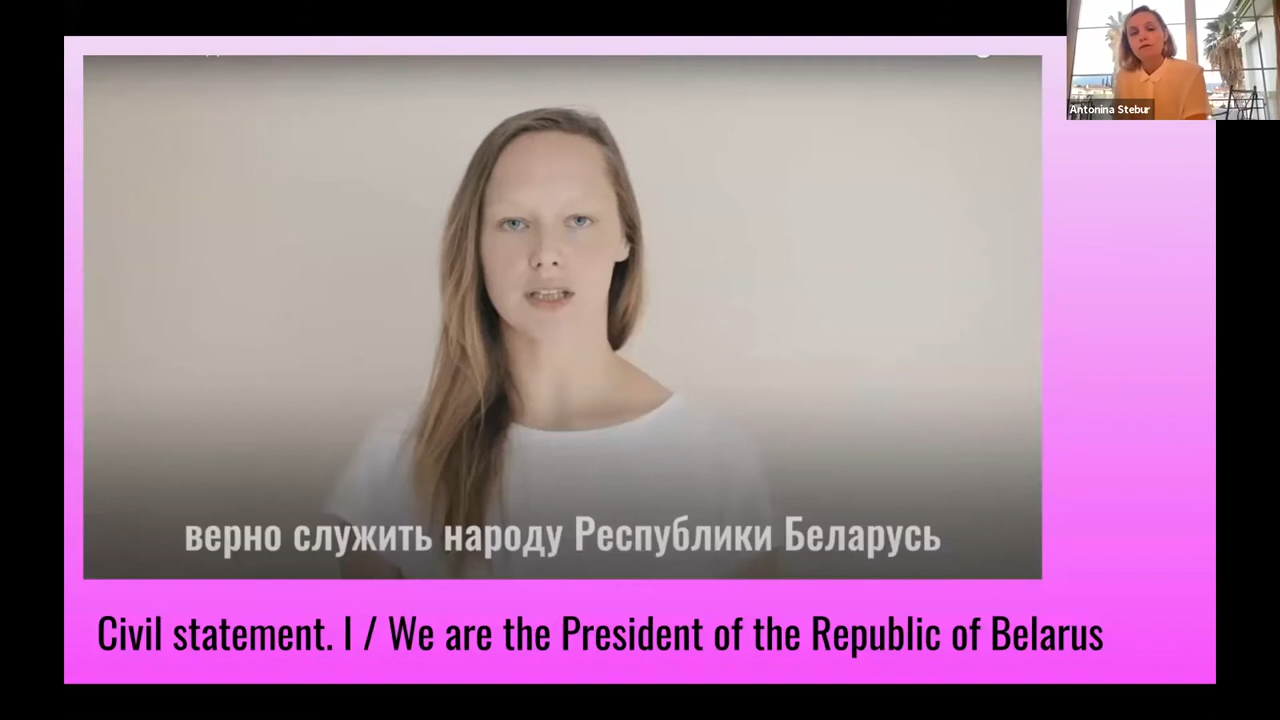 Antonina Stebur
верно служить народу Республики Беларусь
Civil statement. I / We are the President of the Republic of Belarus